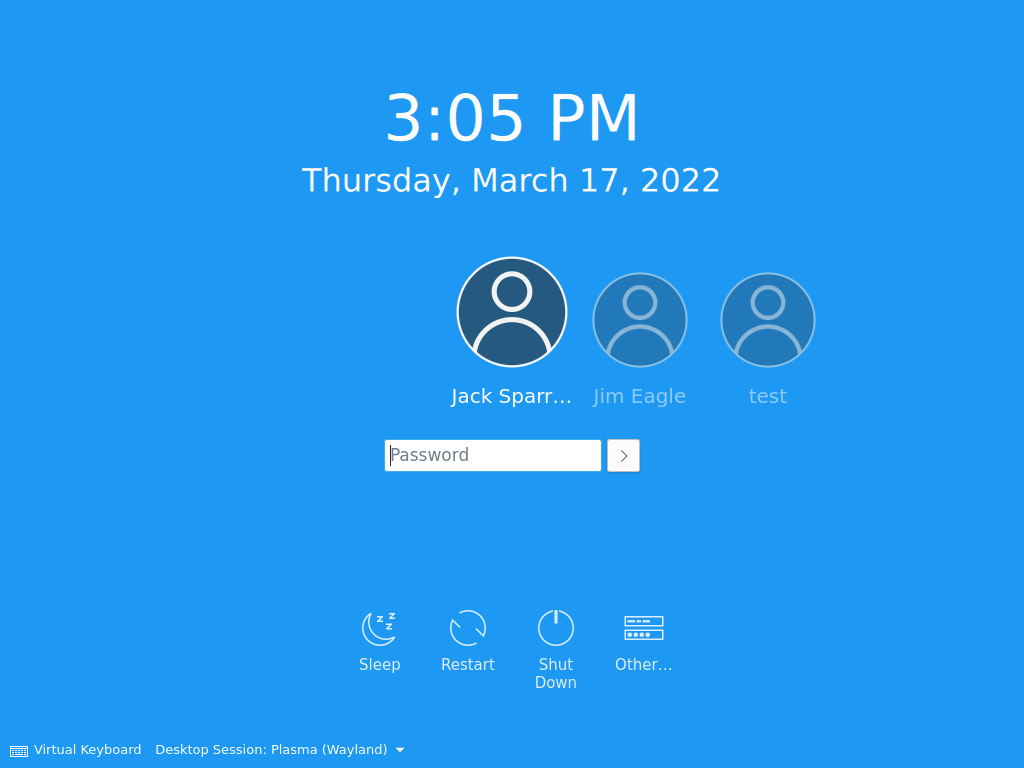 3:05 PM
Thursday, March 17, 2022
Jack Sparr...
Jim Eagle
test
Password
Sleep
Restart
Shut
Down
Other...
Virtual Keyboard
Desktop Session: Plasma (Wayland)